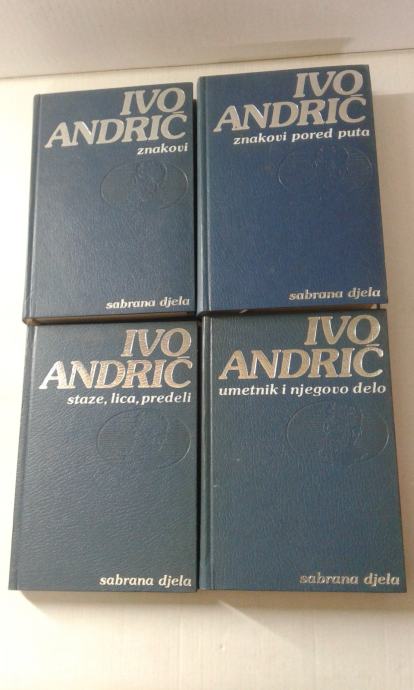 IVO
ANDRIĆ
znakovi
sabrana djela
IVO
ANDRIĆ
znakovi pored puta
sabrana djela
IVO
ANDRIĆ
staze, lica, predeli
sabrana djela
IVO
ANDRIĆ
umetnik i njegovo delo
sabrana djela